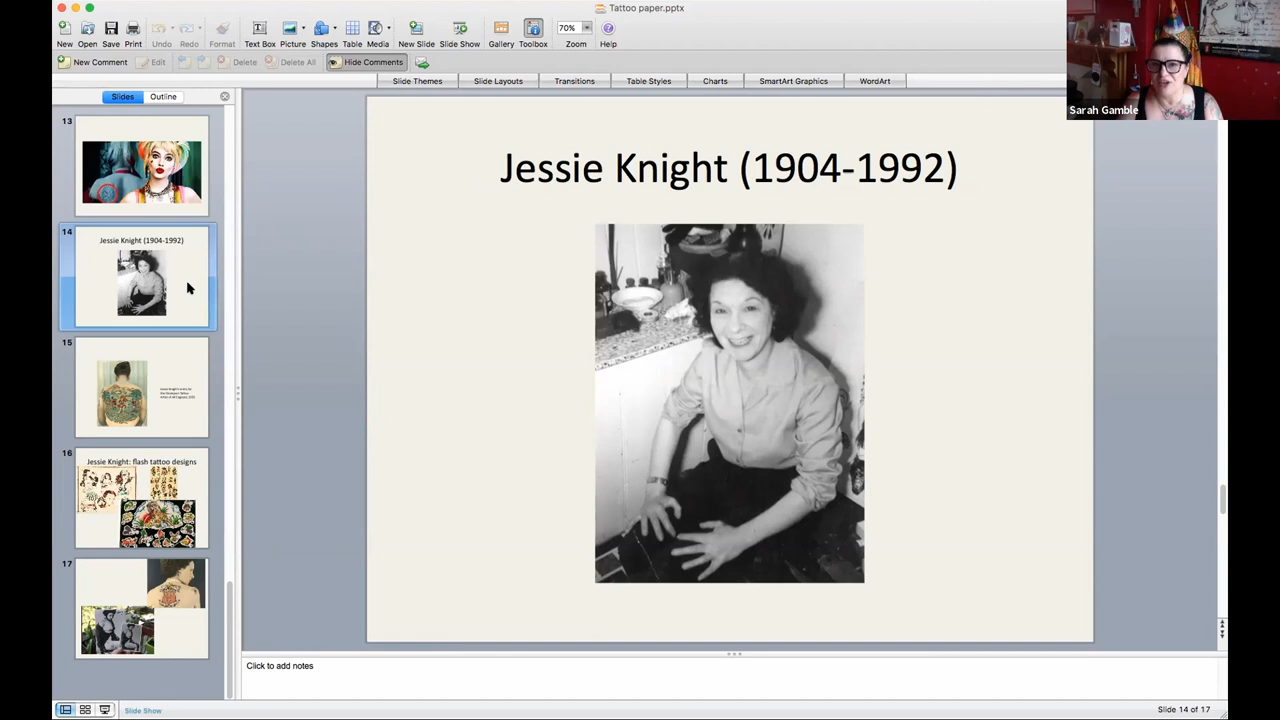 Tattoo paper.pptx
New Open Save Print Undo Redo Format Text Box Picture Shapes Table Media New Slide Slide Show Gallery Toolbox Zoom Help
70%
New Comment Edit Delete Delete All Hide Comments
Slide Themes Slide Layouts Transitions Table Styles Charts SmartArt Graphics WordArt
Slides Outline
Sarah Gamble
13
14
Jessie Knight (1904-1992)
15
16
Jessie Knight: flash tattoo designs
17
Jessie Knight (1904-1992)
Click to add notes
Slide Show
Slide 14 of 17